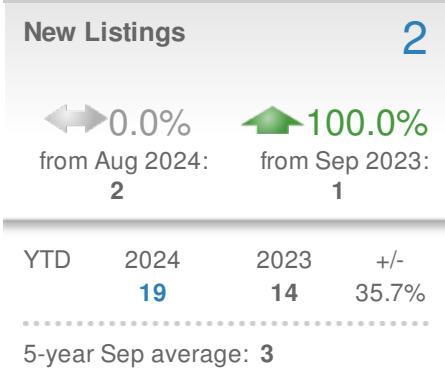 New Listings 2
0.0% 100.0%
from Aug 2024: from Sep 2023:
2 1
YTD 2024 2023 +/-
19 14 35.7%
5-year Sep average: 3